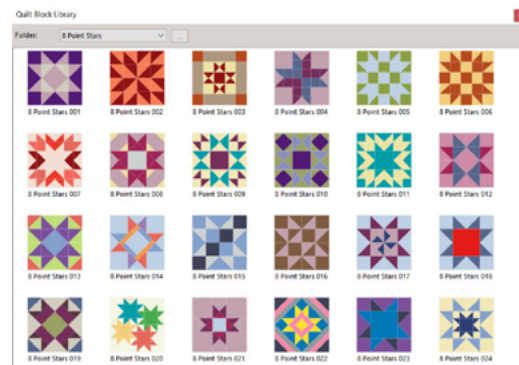 Quilt Block Library
Folder: 8 Point Stars ...
8 Point Stars 001 8 Point Stars 002 8 Point Stars 003 8 Point Stars 004 8 Point Stars 005 8 Point Stars 006
8 Point Stars 007 8 Point Stars 008 8 Point Stars 009 8 Point Stars 010 8 Point Stars 011 8 Point Stars 012
8 Point Stars 013 8 Point Stars 014 8 Point Stars 015 8 Point Stars 016 8 Point Stars 017 8 Point Stars 018
8 Point Stars 019 8 Point Stars 020 8 Point Stars 021 8 Point Stars 022 8 Point Stars 023 8 Point Stars 024